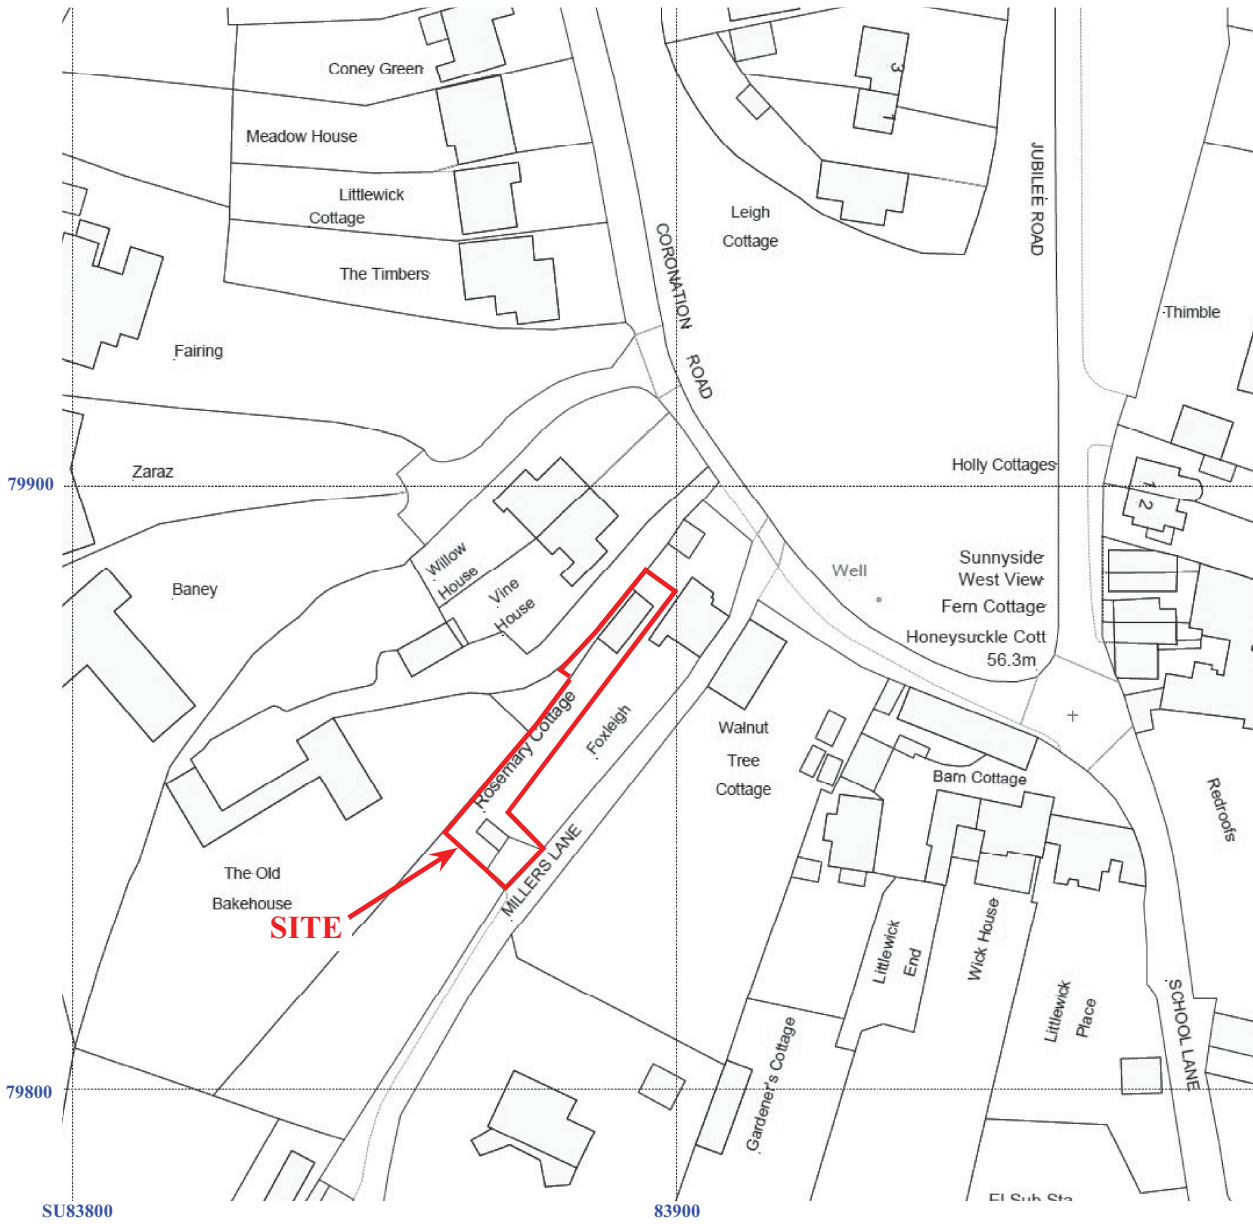 Coney Green
3
1
Meadow House
JUBILEE ROAD
Littlewick
Cottage
Leigh
Cottage
CORONATION
ROAD
The Timbers
Thimble
Fairing
Holly Cottages
Zaraz
79900
1
2
Willow
House
Vine
House
Well
Sunnyside
West View
Fern Cottage
Honeysuckle Cott
56.3m
Baney
Rosemary Cottage
Foxleigh
Walnut
Tree
Cottage
Barn Cottage
Redroofs
MILLERS LANE
The Old
Bakehouse
SITE
Littlewick
End
Wick House
Littlewick
Place
SCHOOL LANE
Gardener's Cottage
79800
El Sub Sta
SU83800
83900